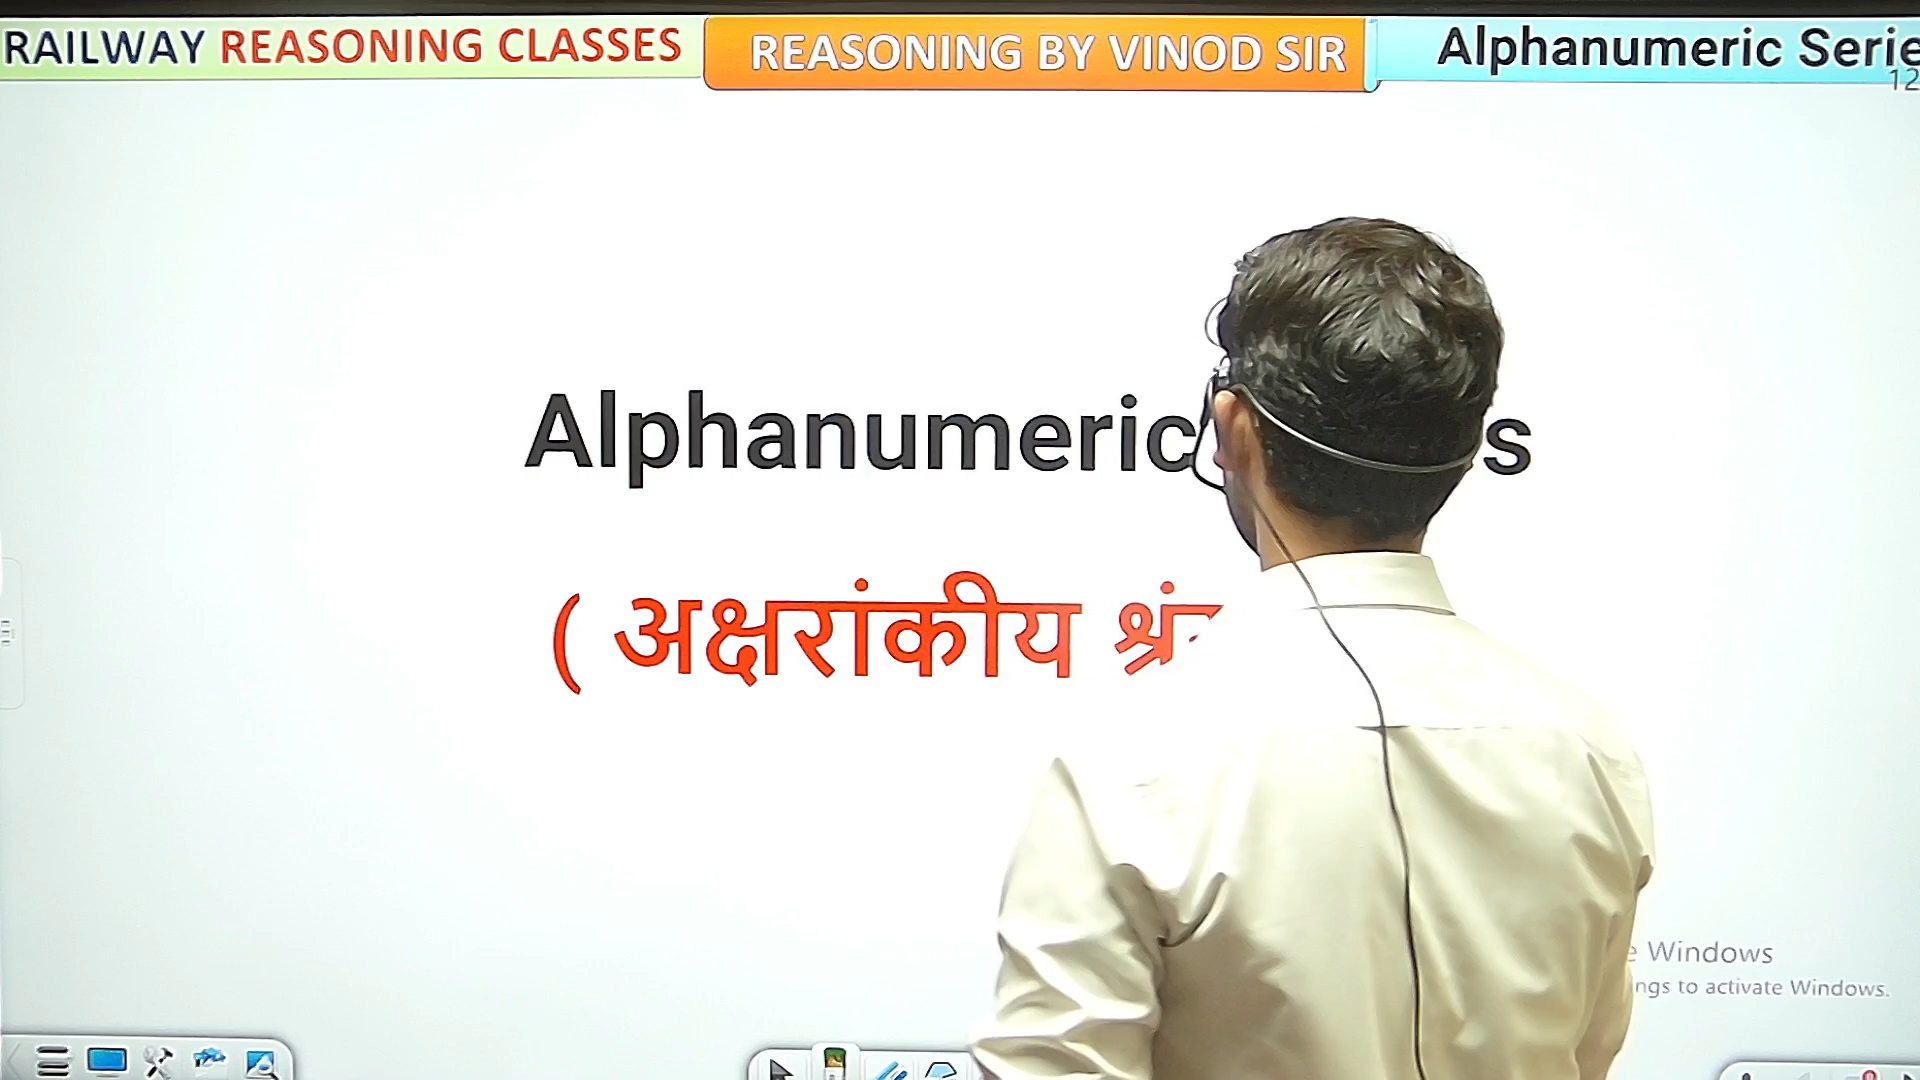 RAILWAY REASONING CLASSES
REASONING BY VINOD SIR
Alphanumeric Serie
12
Alphanumeric s
( अक्षरांकीय
Windows
ngs to activate Windows.